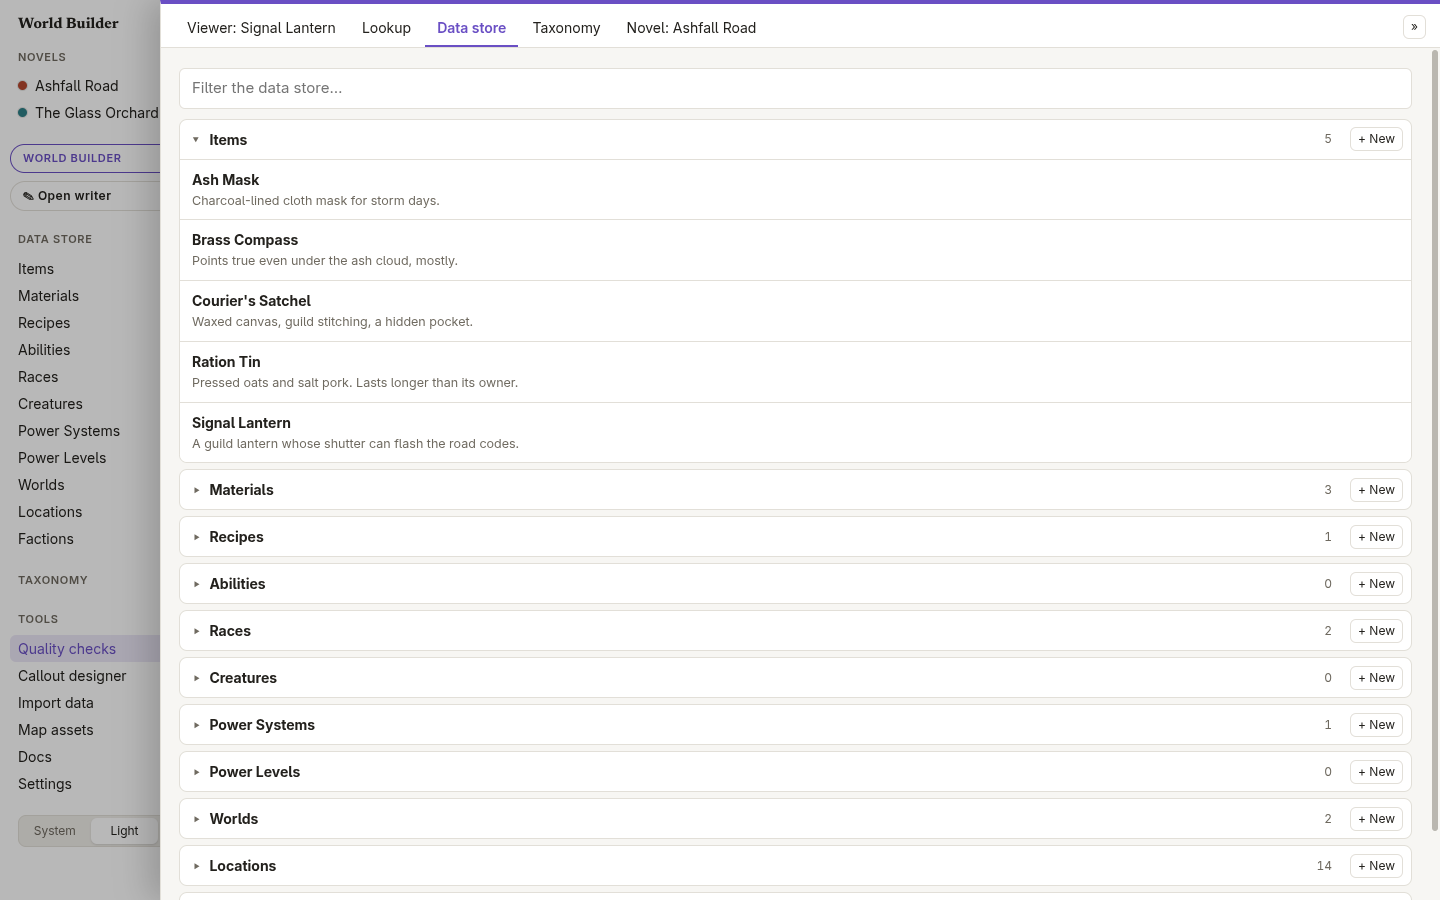 World Builder
NOVELS
Ashfall Road
The Glass Orchard
WORLD BUILDER
✎ Open writer
DATA STORE
Items
Materials
Recipes
Abilities
Races
Creatures
Power Systems
Power Levels
Worlds
Locations
Factions
TAXONOMY
TOOLS
Quality checks
Callout designer
Import data
Map assets
Docs
Settings
System Light
Viewer: Signal Lantern Lookup Data store Taxonomy Novel: Ashfall Road »
Filter the data store...
▾ Items 5 + New
Ash Mask
Charcoal-lined cloth mask for storm days.
Brass Compass
Points true even under the ash cloud, mostly.
Courier's Satchel
Waxed canvas, guild stitching, a hidden pocket.
Ration Tin
Pressed oats and salt pork. Lasts longer than its owner.
Signal Lantern
A guild lantern whose shutter can flash the road codes.
▸ Materials 3 + New
▸ Recipes 1 + New
▸ Abilities 0 + New
▸ Races 2 + New
▸ Creatures 0 + New
▸ Power Systems 1 + New
▸ Power Levels 0 + New
▸ Worlds 2 + New
▸ Locations 14 + New